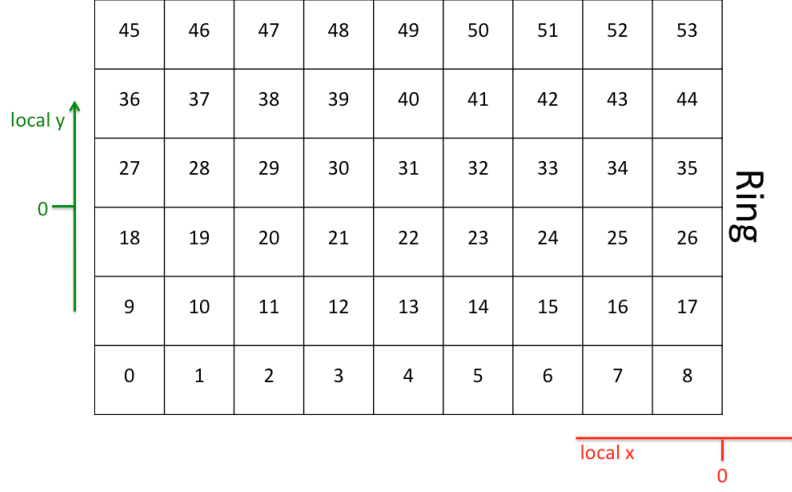 45 46 47 48 49 50 51 52 53
36 37 38 39 40 41 42 43 44
local y
27 28 29 30 31 32 33 34 35
Ring
0
18 19 20 21 22 23 24 25 26
9 10 11 12 13 14 15 16 17
0 1 2 3 4 5 6 7 8
local x
0